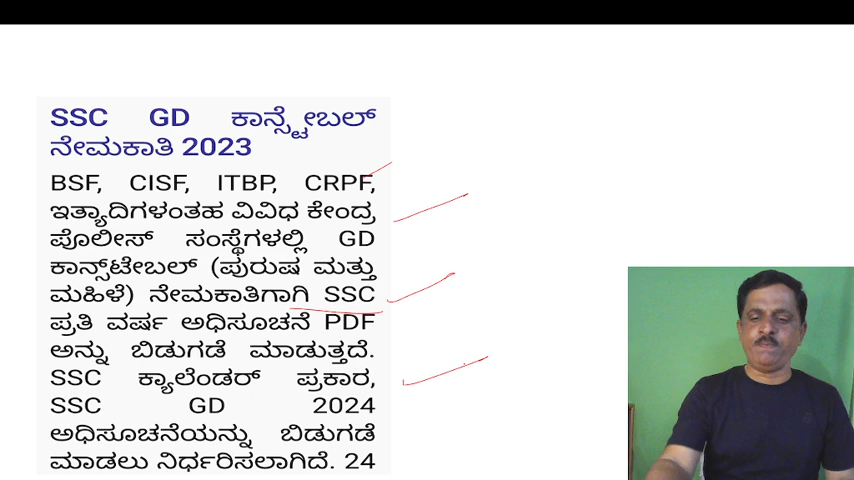 SSC GD ಕಾನ್ಸ್ಟೇಬಲ್
ನೇಮಕಾತಿ 2023
BSF, CISF, ITBP, CRPF,
ಇತ್ಯಾದಿಗಳಂತಹ ವಿವಿಧ ಕೇಂದ್ರ
ಪೊಲೀಸ್ ಸಂಸ್ಥೆಗಳಲ್ಲಿ GD
ಕಾನ್ಸ್‌ಟೇಬಲ್ (ಪುರುಷ ಮತ್ತು
ಮಹಿಳೆ) ನೇಮಕಾತಿಗಾಗಿ SSC
ಪ್ರತಿ ವರ್ಷ ಅಧಿಸೂಚನೆ PDF
ಅನ್ನು ಬಿಡುಗಡೆ ಮಾಡುತ್ತದೆ.
SSC ಕ್ಯಾಲೆಂಡರ್ ಪ್ರಕಾರ,
SSC GD 2024
ಅಧಿಸೂಚನೆಯನ್ನು ಬಿಡುಗಡೆ
ಮಾಡಲು ನಿರ್ಧರಿಸಲಾಗಿದೆ. 24